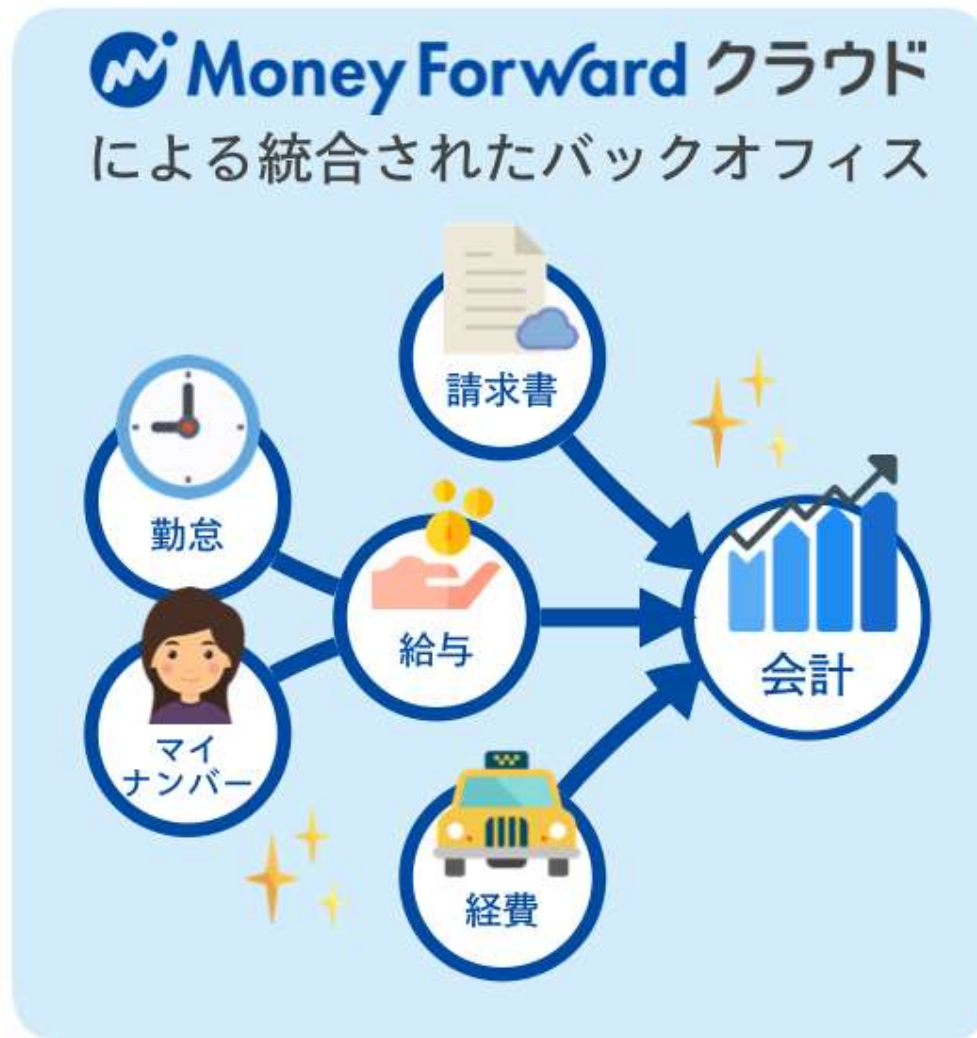 Money Forward クラウド
による統合されたバックオフィス
請求書
勤怠
給与
会計
マイ
ナンバー
経費